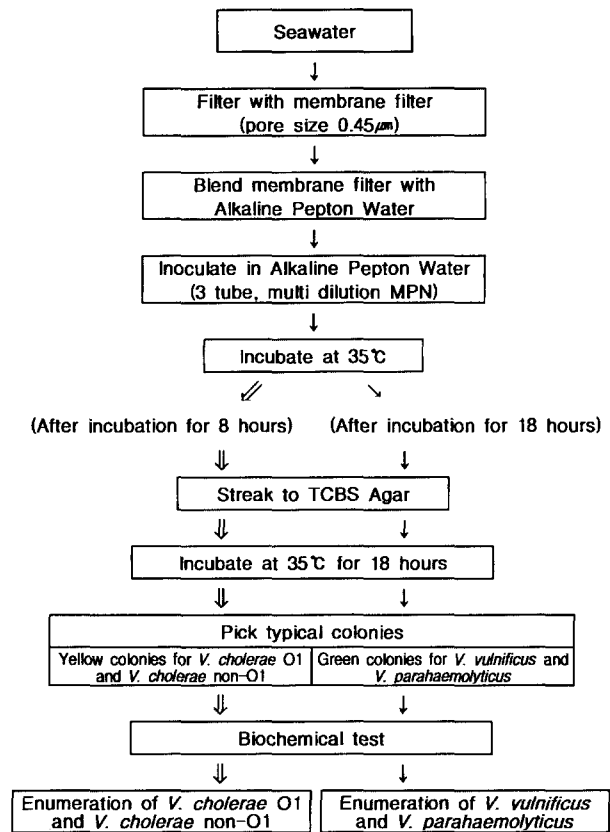 Seawater
↓
Filter with membrane filter
(pore size 0.45㎛)
↓
Blend membrane filter with
Alkaline Pepton Water
↓
Inoculate in Alkaline Pepton Water
(3 tube, multi dilution MPN)
↓
Incubate at 35℃
⇙ ↘
(After incubation for 8 hours) (After incubation for 18 hours)
⇓ ↓
Streak to TCBS Agar
⇓ ↓
Incubate at 35℃ for 18 hours
⇓ ↓
Pick typical colonies
Yellow colonies for V. cholerae O1
and V. cholerae non-O1
Green colonies for V. vulnificus and
V. parahaemolyticus
⇓ ↓
Biochemical test
⇓ ↓
Enumeration of V. cholerae O1
and V. cholerae non-O1
Enumeration of V. vulnificus
and V. parahaemolyticus